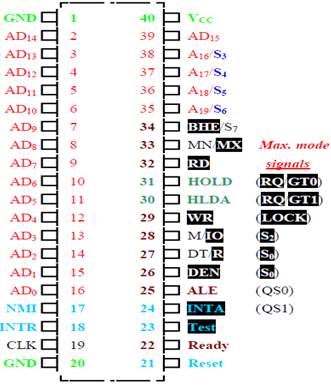 GND 1 40 VCC
AD14 2 39 AD15
AD13 3 38 A16/S3
AD12 4 37 A17/S4
AD11 5 36 A18/S5
AD10 6 35 A19/S6
AD9 7 34 BHE/S7
AD8 8 33 MN/MX Max. mode
AD7 9 32 RD signals
AD6 10 31 HOLD (RQ GT0)
AD5 11 30 HLDA (RQ GT1)
AD4 12 29 WR (LOCK)
AD3 13 28 M/IO (S2)
AD2 14 27 DT/R (S0)
AD1 15 26 DEN (S0)
AD0 16 25 ALE (QS0)
NMI 17 24 INTA (QS1)
INTR 18 23 Test
CLK 19 22 Ready
GND 20 21 Reset